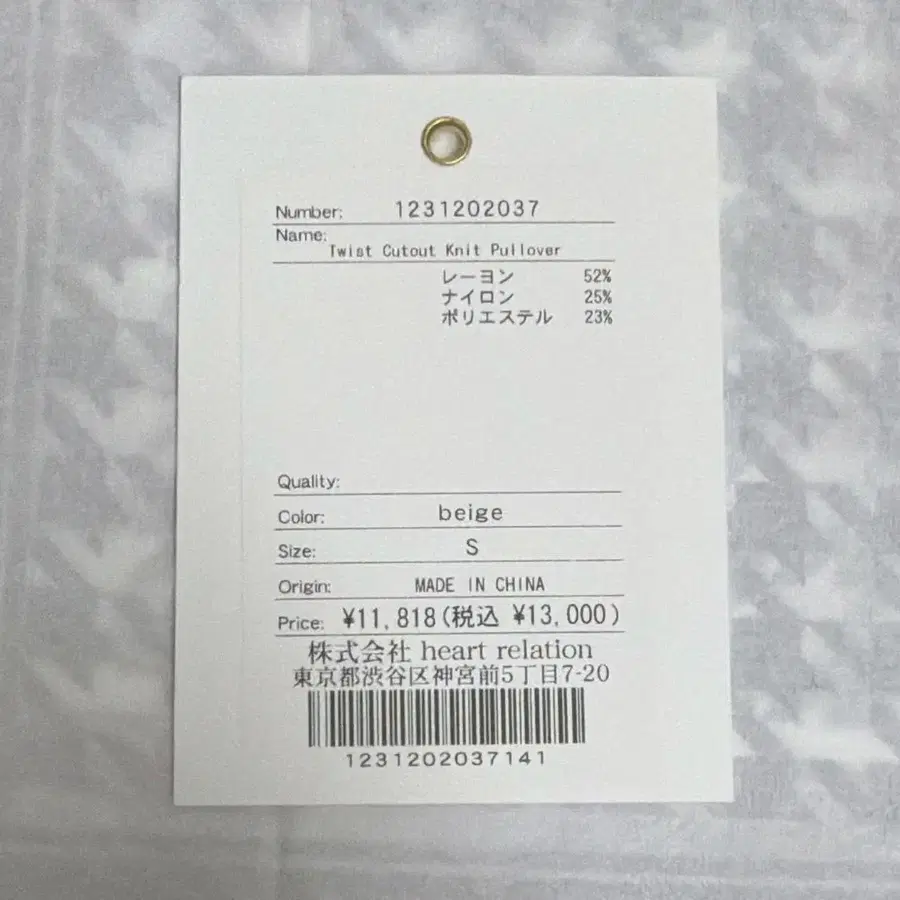 Number: 1231202037
Name:
Twist Cutout Knit Pullover
レーヨン 52%
ナイロン 25%
ポリエステル 23%
Quality:
Color: beige
Size: S
Origin: MADE IN CHINA
Price: ¥11,818(税込 ¥13,000)
株式会社 heart relation
東京都渋谷区神宮前5丁目7-20
1231202037141